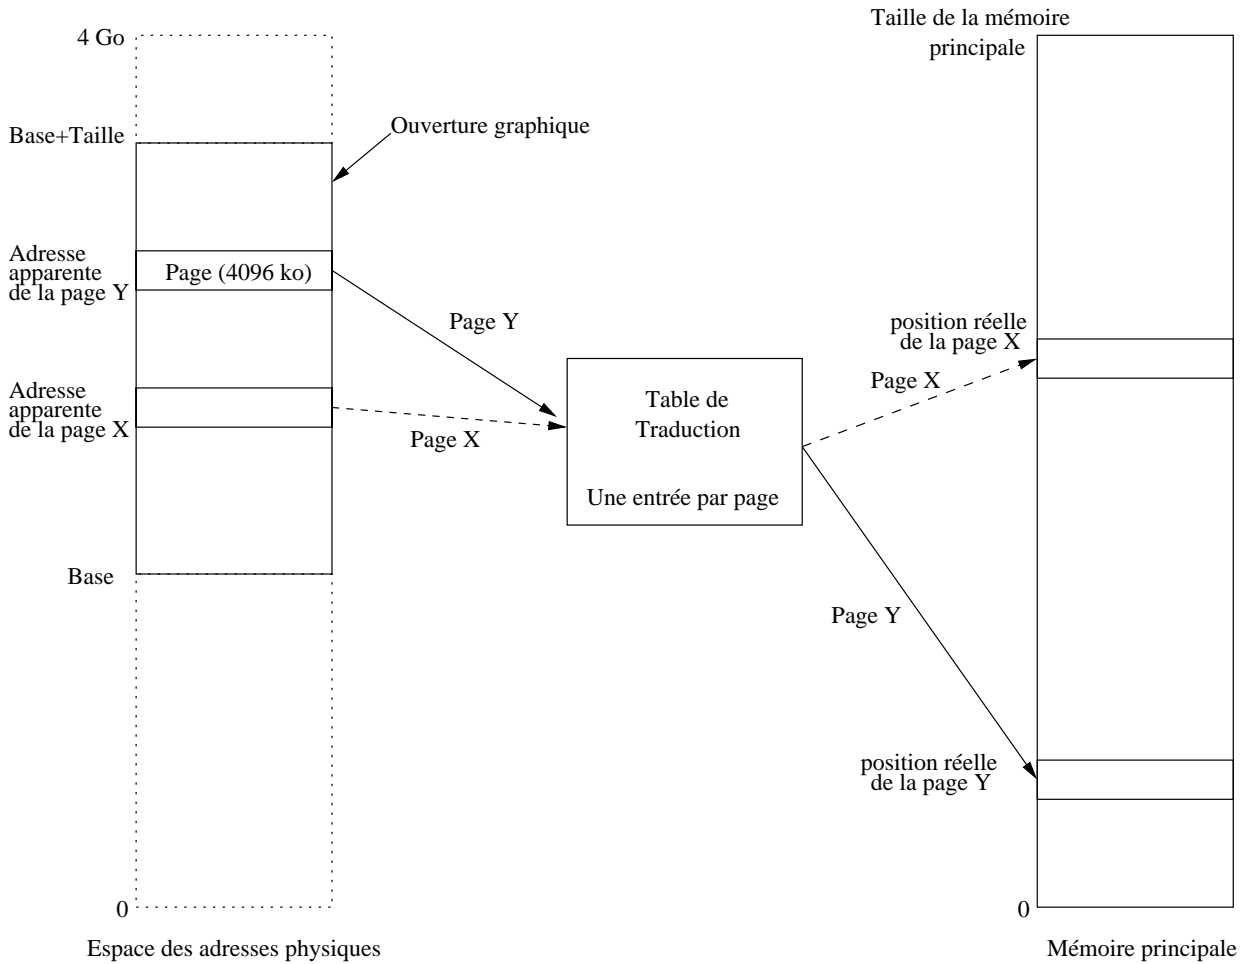 Taille de la mémoire
principale
4 Go
Base+Taille
Ouverture graphique
Adresse
apparente
de la page Y
Page (4096 ko)
Page Y
position réelle
de la page X
Page X
Adresse
apparente
de la page X
Page X
Table de
Traduction
Une entrée par page
Base
Page Y
position réelle
de la page Y
0
0
Espace des adresses physiques
Mémoire principale